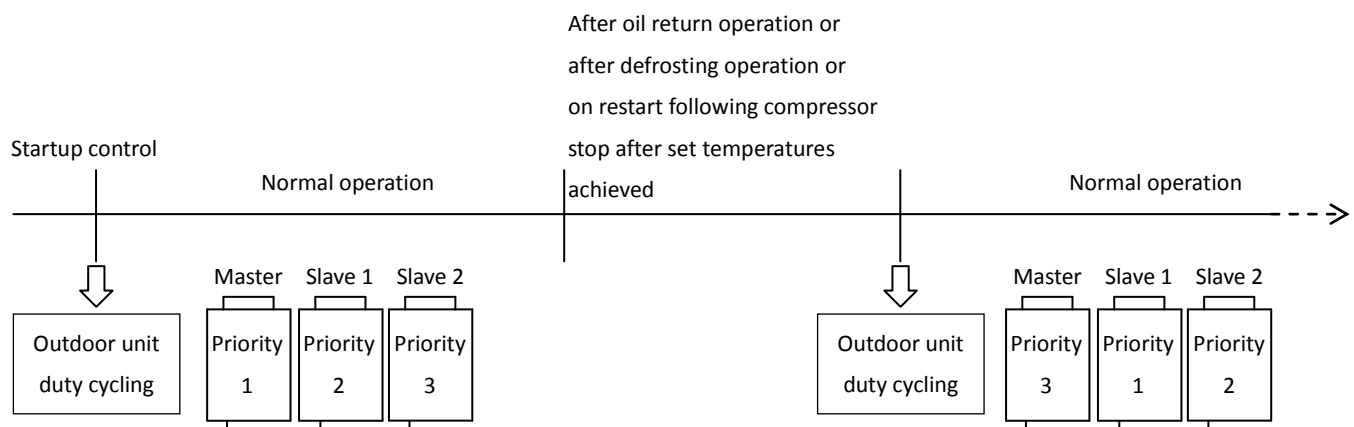 After oil return operation or
after defrosting operation or
on restart following compressor
stop after set temperatures
achieved
Startup control
Normal operation
Normal operation
Master Slave 1 Slave 2
Outdoor unit
duty cycling
Priority Priority Priority
1 2 3
Master Slave 1 Slave 2
Outdoor unit
duty cycling
Priority Priority Priority
3 1 2